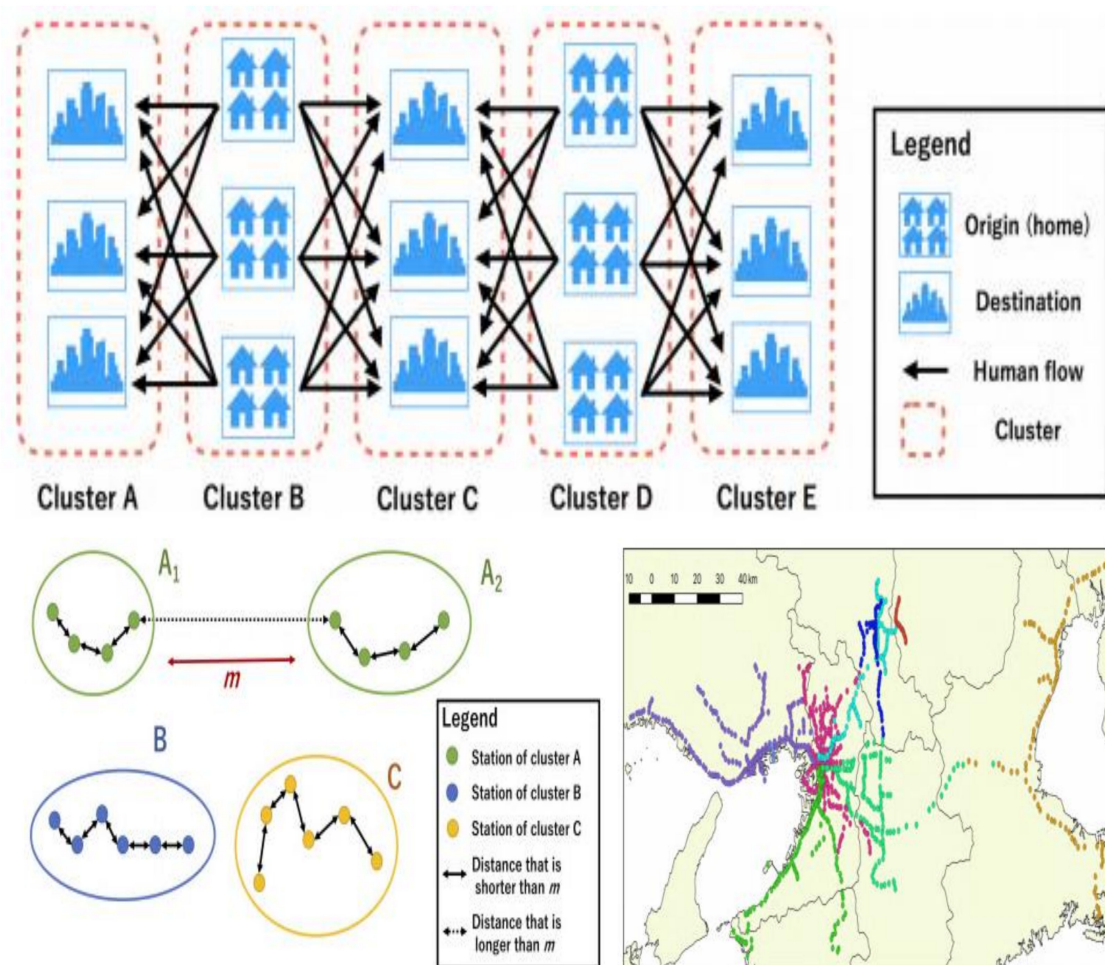 Legend
Origin (home)
Destination
Human flow
Cluster
Cluster A Cluster B Cluster C Cluster D Cluster E
A1
A2
m
B
C
Legend
Station of cluster A
Station of cluster B
Station of cluster C
Distance that is
shorter than m
Distance that is
longer than m
10 0 10 20 30 40 km